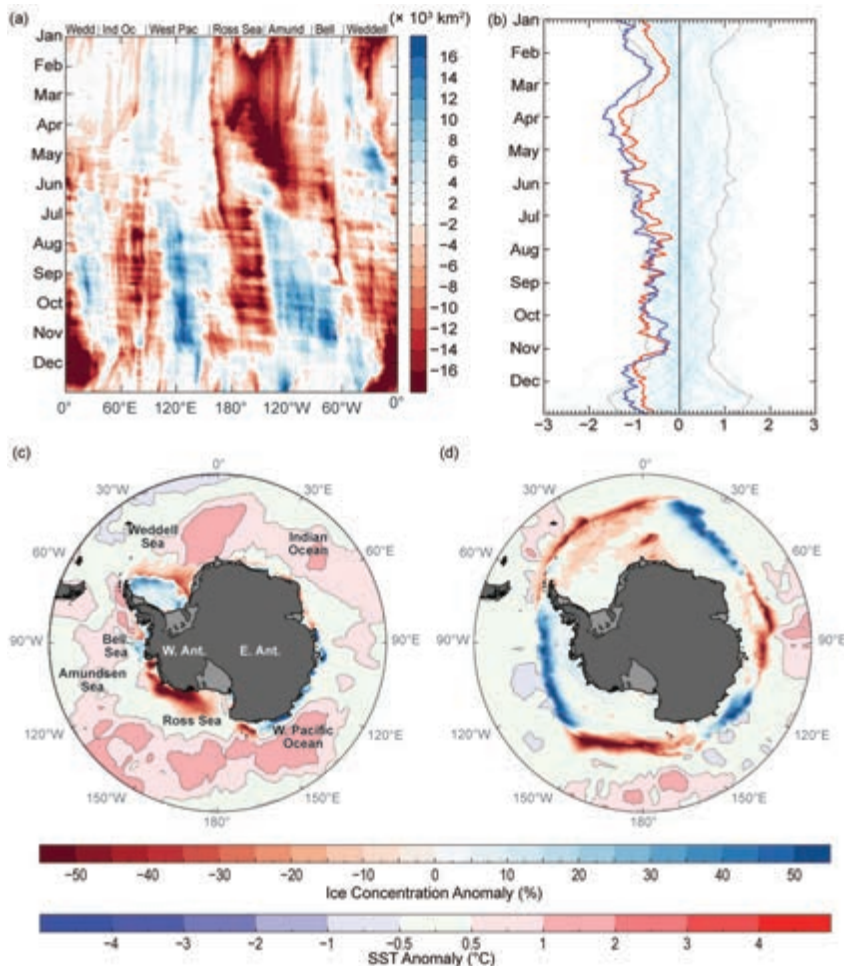 (a)
Wedd Ind Oc West Pac Ross Sea Amund Bell Weddell
(× 10³ km²)
Jan
Feb
Mar
Apr
May
Jun
Jul
Aug
Sep
Oct
Nov
Dec
0° 60°E 120°E 180° 120°W 60°W 0°
16
14
12
10
8
6
4
2
−2
−4
−6
−8
−10
−12
−14
−16
(b)
Jan
Feb
Mar
Apr
May
Jun
Jul
Aug
Sep
Oct
Nov
Dec
−3 −2 −1 0 1 2 3
(c)
0°
30°W
30°E
60°W
60°E
90°W
90°E
120°W
120°E
150°W
150°E
180°
Weddell
Sea
Indian
Ocean
Bell
Sea
W. Ant.
E. Ant.
Amundsen
Sea
Ross Sea
W. Pacific
Ocean
(d)
0°
30°W
30°E
60°W
60°E
90°W
90°E
120°W
120°E
150°W
150°E
180°
−50 −40 −30 −20 −10 0 10 20 30 40 50
Ice Concentration Anomaly (%)
−4 −3 −2 −1 −0.5 0.5 1 2 3 4
SST Anomaly (°C)